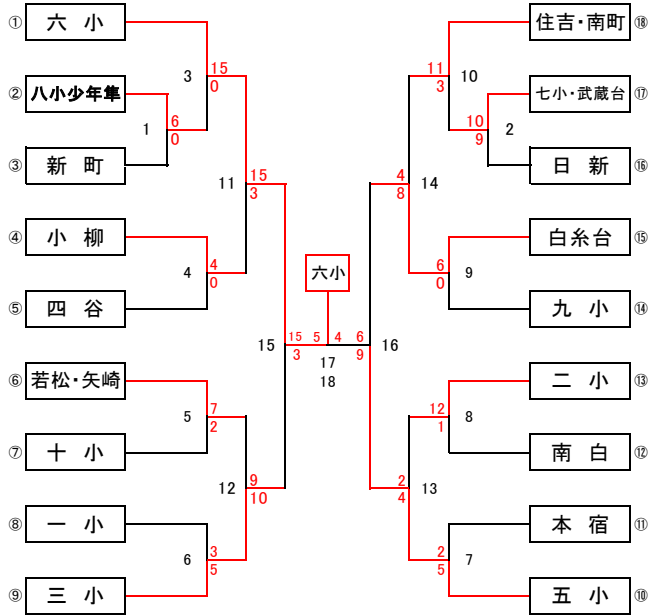 ① 六 小
② 八小少年隼
③ 新 町
④ 小 柳
⑤ 四 谷
⑥ 若松・矢崎
⑦ 十 小
⑧ 一 小
⑨ 三 小
3
15
0
1
6
0
11
15
3
4
4
0
15
15
3
5
7
2
12
9
10
6
3
5
六小
5 4
17
18
住吉・南町 ⑱
七小・武蔵台 ⑰
日 新 ⑯
白糸台 ⑮
九 小 ⑭
二 小 ⑬
南 白 ⑫
本 宿 ⑪
五 小 ⑩
11
3
10
10
9
2
4
8
14
6
0
9
6
9
16
12
1
8
2
4
13
2
5
7